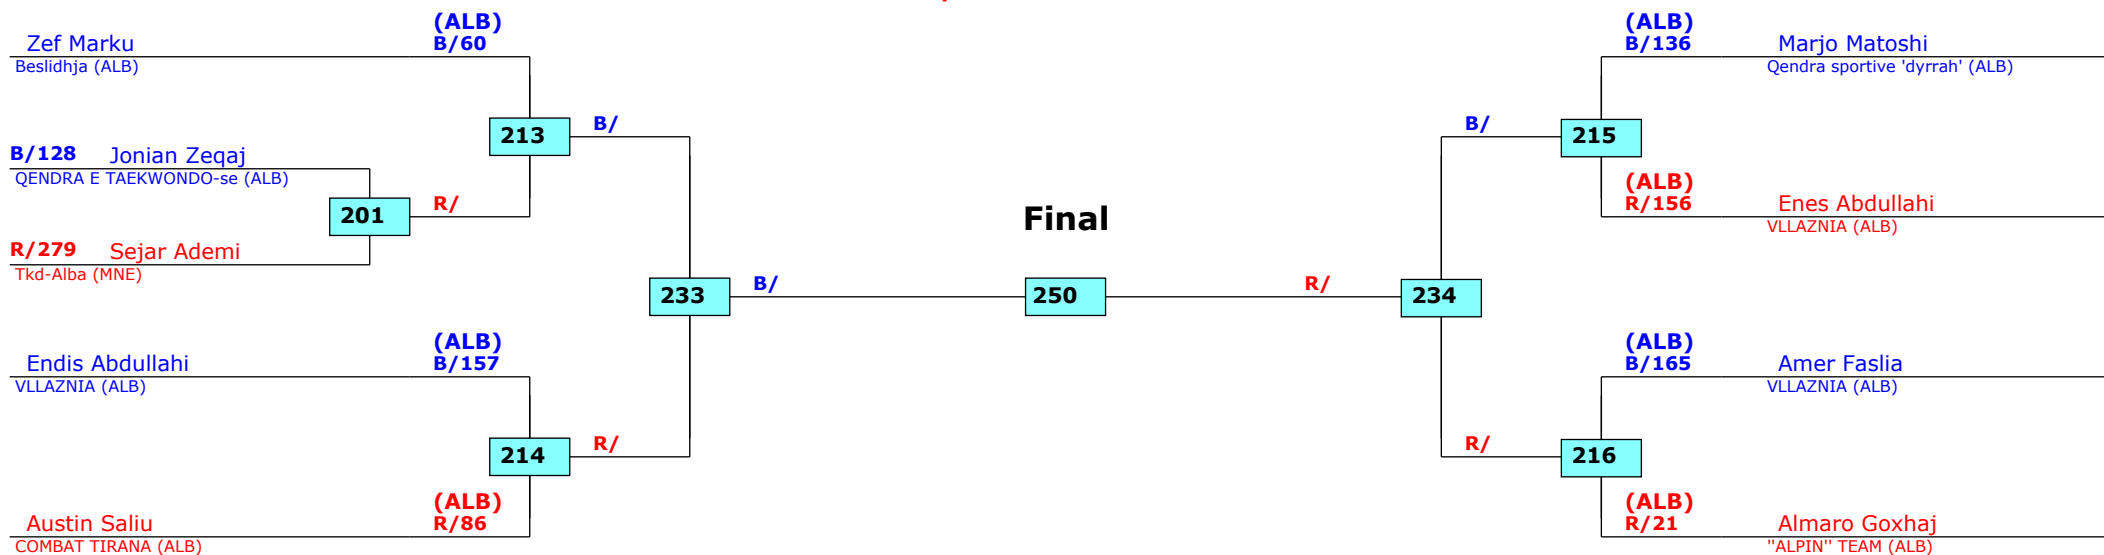 (ALB)
Zef Marku B/60
Beslidhja (ALB)
213 B/
B/128 Jonian Zeqaj
QENDRA E TAEKWONDO-se (ALB)
201 R/
R/279 Sejar Ademi
Tkd-Alba (MNE)
233 B/
(ALB)
Endis Abdullahi B/157
VLLAZNIA (ALB)
214 R/
(ALB)
Austin Saliu R/86
COMBAT TIRANA (ALB)
Final
250
(ALB)
B/136 Marjo Matoshi
Qendra sportive 'dyrrah' (ALB)
B/ 215
(ALB)
R/156 Enes Abdullahi
VLLAZNIA (ALB)
R/ 234
(ALB)
B/165 Amer Faslia
VLLAZNIA (ALB)
R/ 216
(ALB)
R/21 Almaro Goxhaj
"ALPIN" TEAM (ALB)